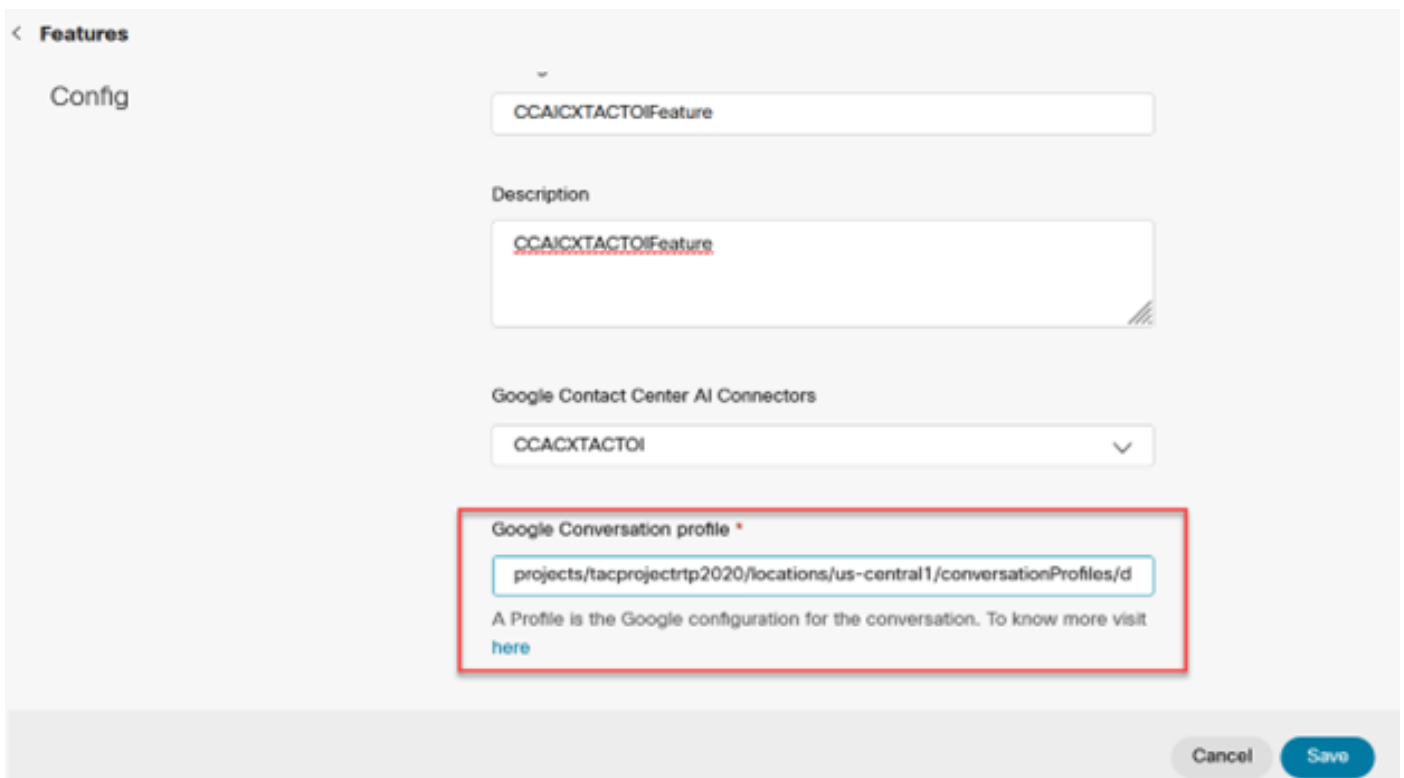 < Features
Config
CCAICXTACTOIFeature
Description
CCAICXTACTOIFeature
Google Contact Center AI Connectors
CCACXTACTOI
Google Conversation profile *
projects/tacprojectrtp2020/locations/us-central1/conversationProfiles/d
A Profile is the Google configuration for the conversation. To know more visit
here
Cancel Save